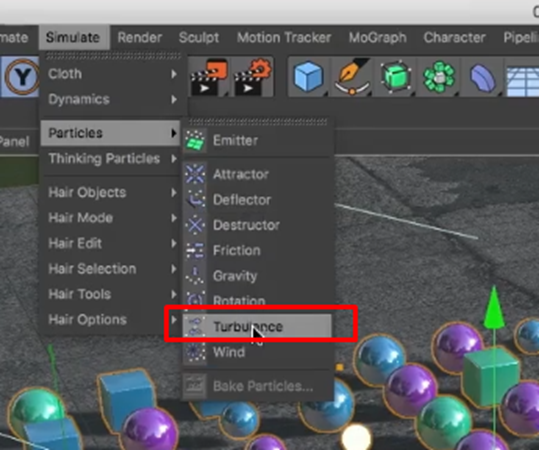 mate Simulate Render Sculpt Motion Tracker MoGraph Character Pipeli
Y
Cloth
Dynamics
Panel
Particles
Thinking Particles
Hair Objects
Hair Mode
Hair Edit
Hair Selection
Hair Tools
Hair Options
Emitter
Attractor
Deflector
Destructor
Friction
Gravity
Rotation
Turbulence
Wind
Bake Particles...